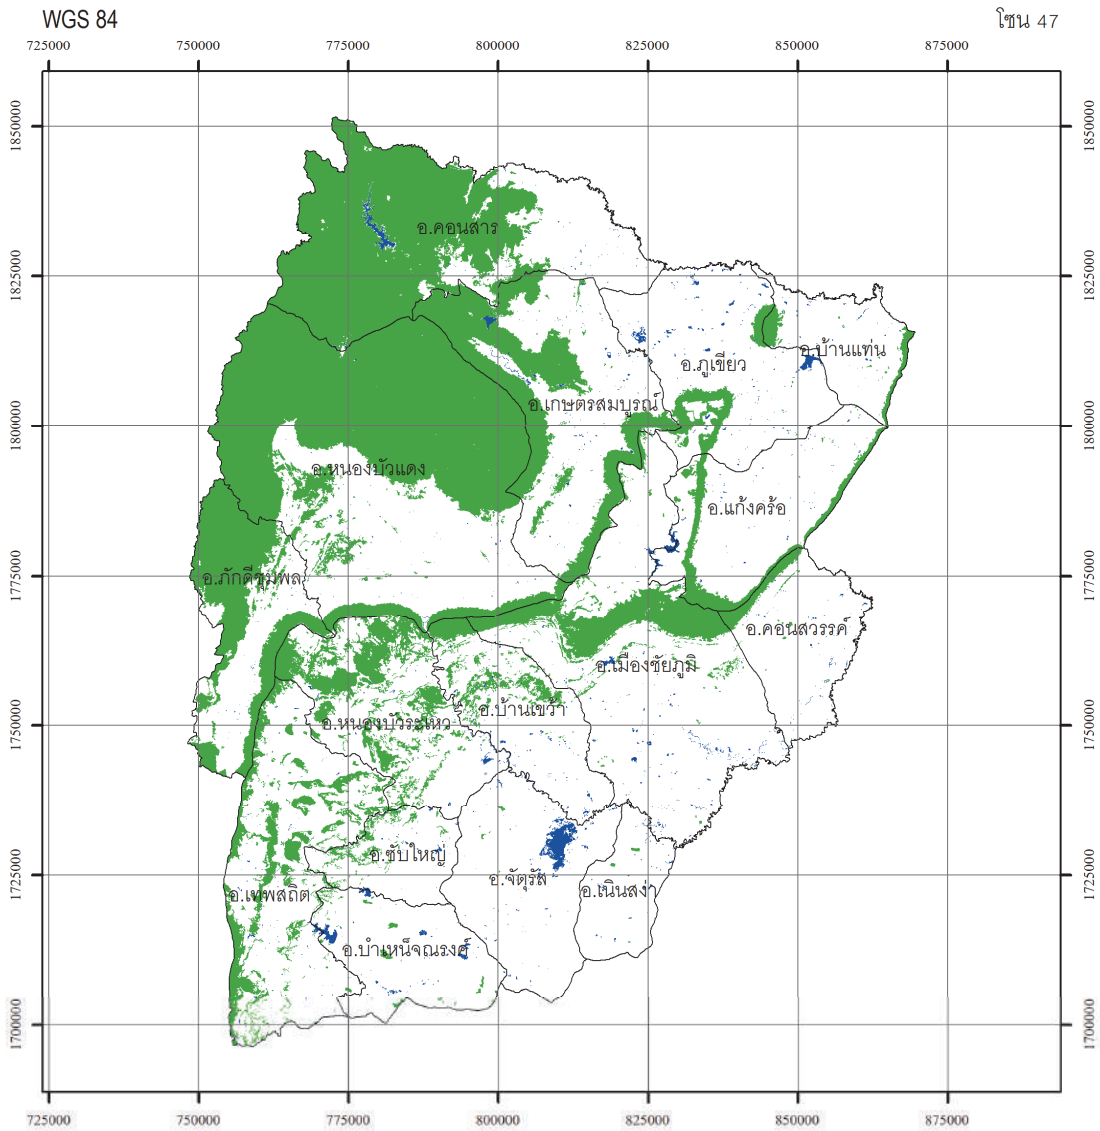 WGS 84
โซน 47
725000 750000 775000 800000 825000 850000 875000
1850000 1850000
อ.คอนสาร
1825000 1825000
อ.บ้านแท่น
อ.ภูเขียว
อ.เกษตรสมบูรณ์
1800000 1800000
อ.หนองบัวแดง
อ.แก้งคร้อ
1775000 1775000
อ.ภักดีชุมพล
อ.คอนสวรรค์
อ.เมืองชัยภูมิ
อ.บ้านเขว้า
อ.หนองบัวระเหว
1750000 1750000
อ.ซับใหญ่
อ.จัตุรัส
1725000 1725000
อ.เนินสง่า
อ.เทพสถิต
อ.บำเหน็จณรงค์
1700000 1700000
725000 750000 775000 800000 825000 850000 875000